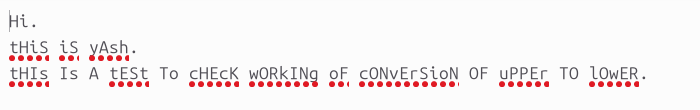 Hi.
tHiS iS yAsh.
tHIs Is A tESt To cHEcK wORkINg oF cONvErSioN OF uPPEr TO lOwER.